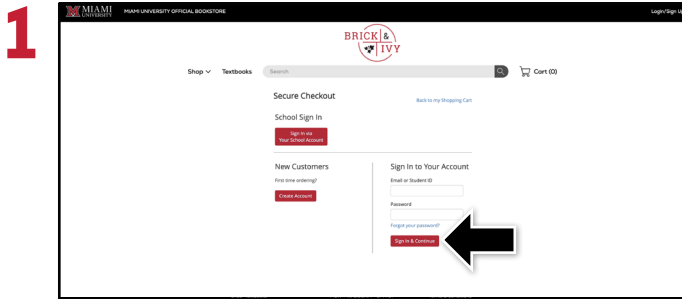 1
MIAMI
UNIVERSITY
MIAMI UNIVERSITY OFFICIAL BOOKSTORE
Login/Sign Up
BRICK &
IVY
Shop
Textbooks
Search
Cart (0)
Secure Checkout
Back to my Shopping Cart
School Sign In
Sign in via
Your School Account
New Customers
First time ordering?
Create Account
Sign In to Your Account
Email or Student ID
Password
Forgot your password?
Sign In & Continue